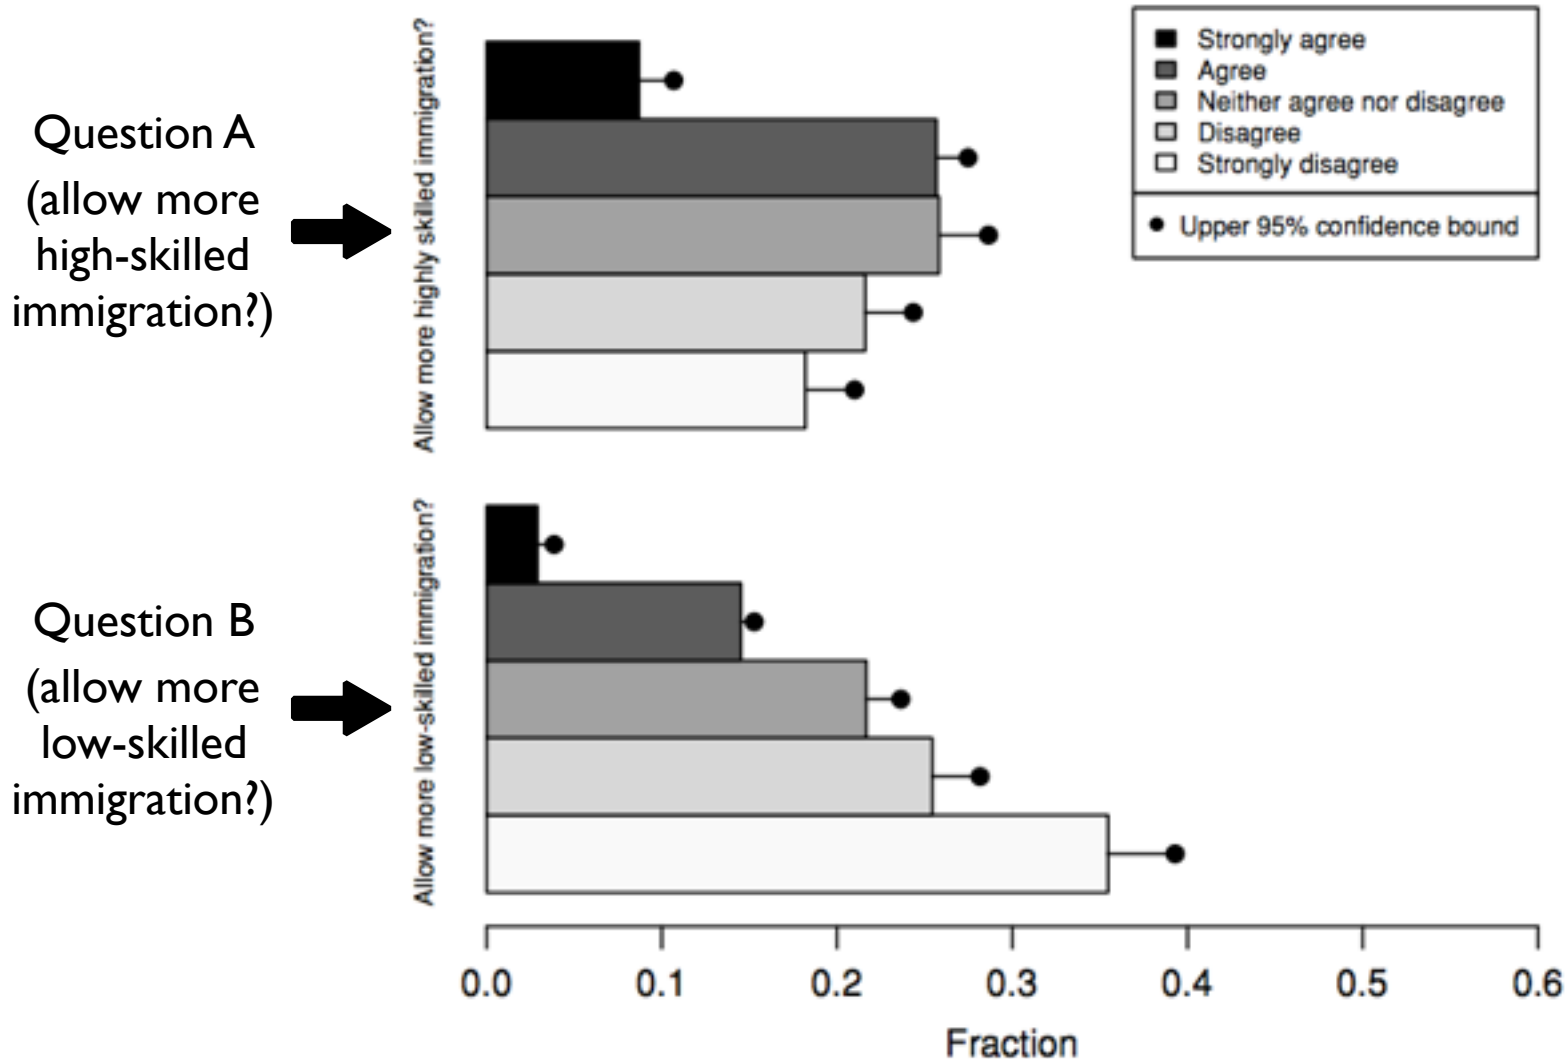 Question A
(allow more
high-skilled
immigration?)
Allow more highly skilled immigration?
Strongly agree
Agree
Neither agree nor disagree
Disagree
Strongly disagree
Upper 95% confidence bound
Question B
(allow more
low-skilled
immigration?)
Allow more low-skilled immigration?
0.0 0.1 0.2 0.3 0.4 0.5 0.6
Fraction